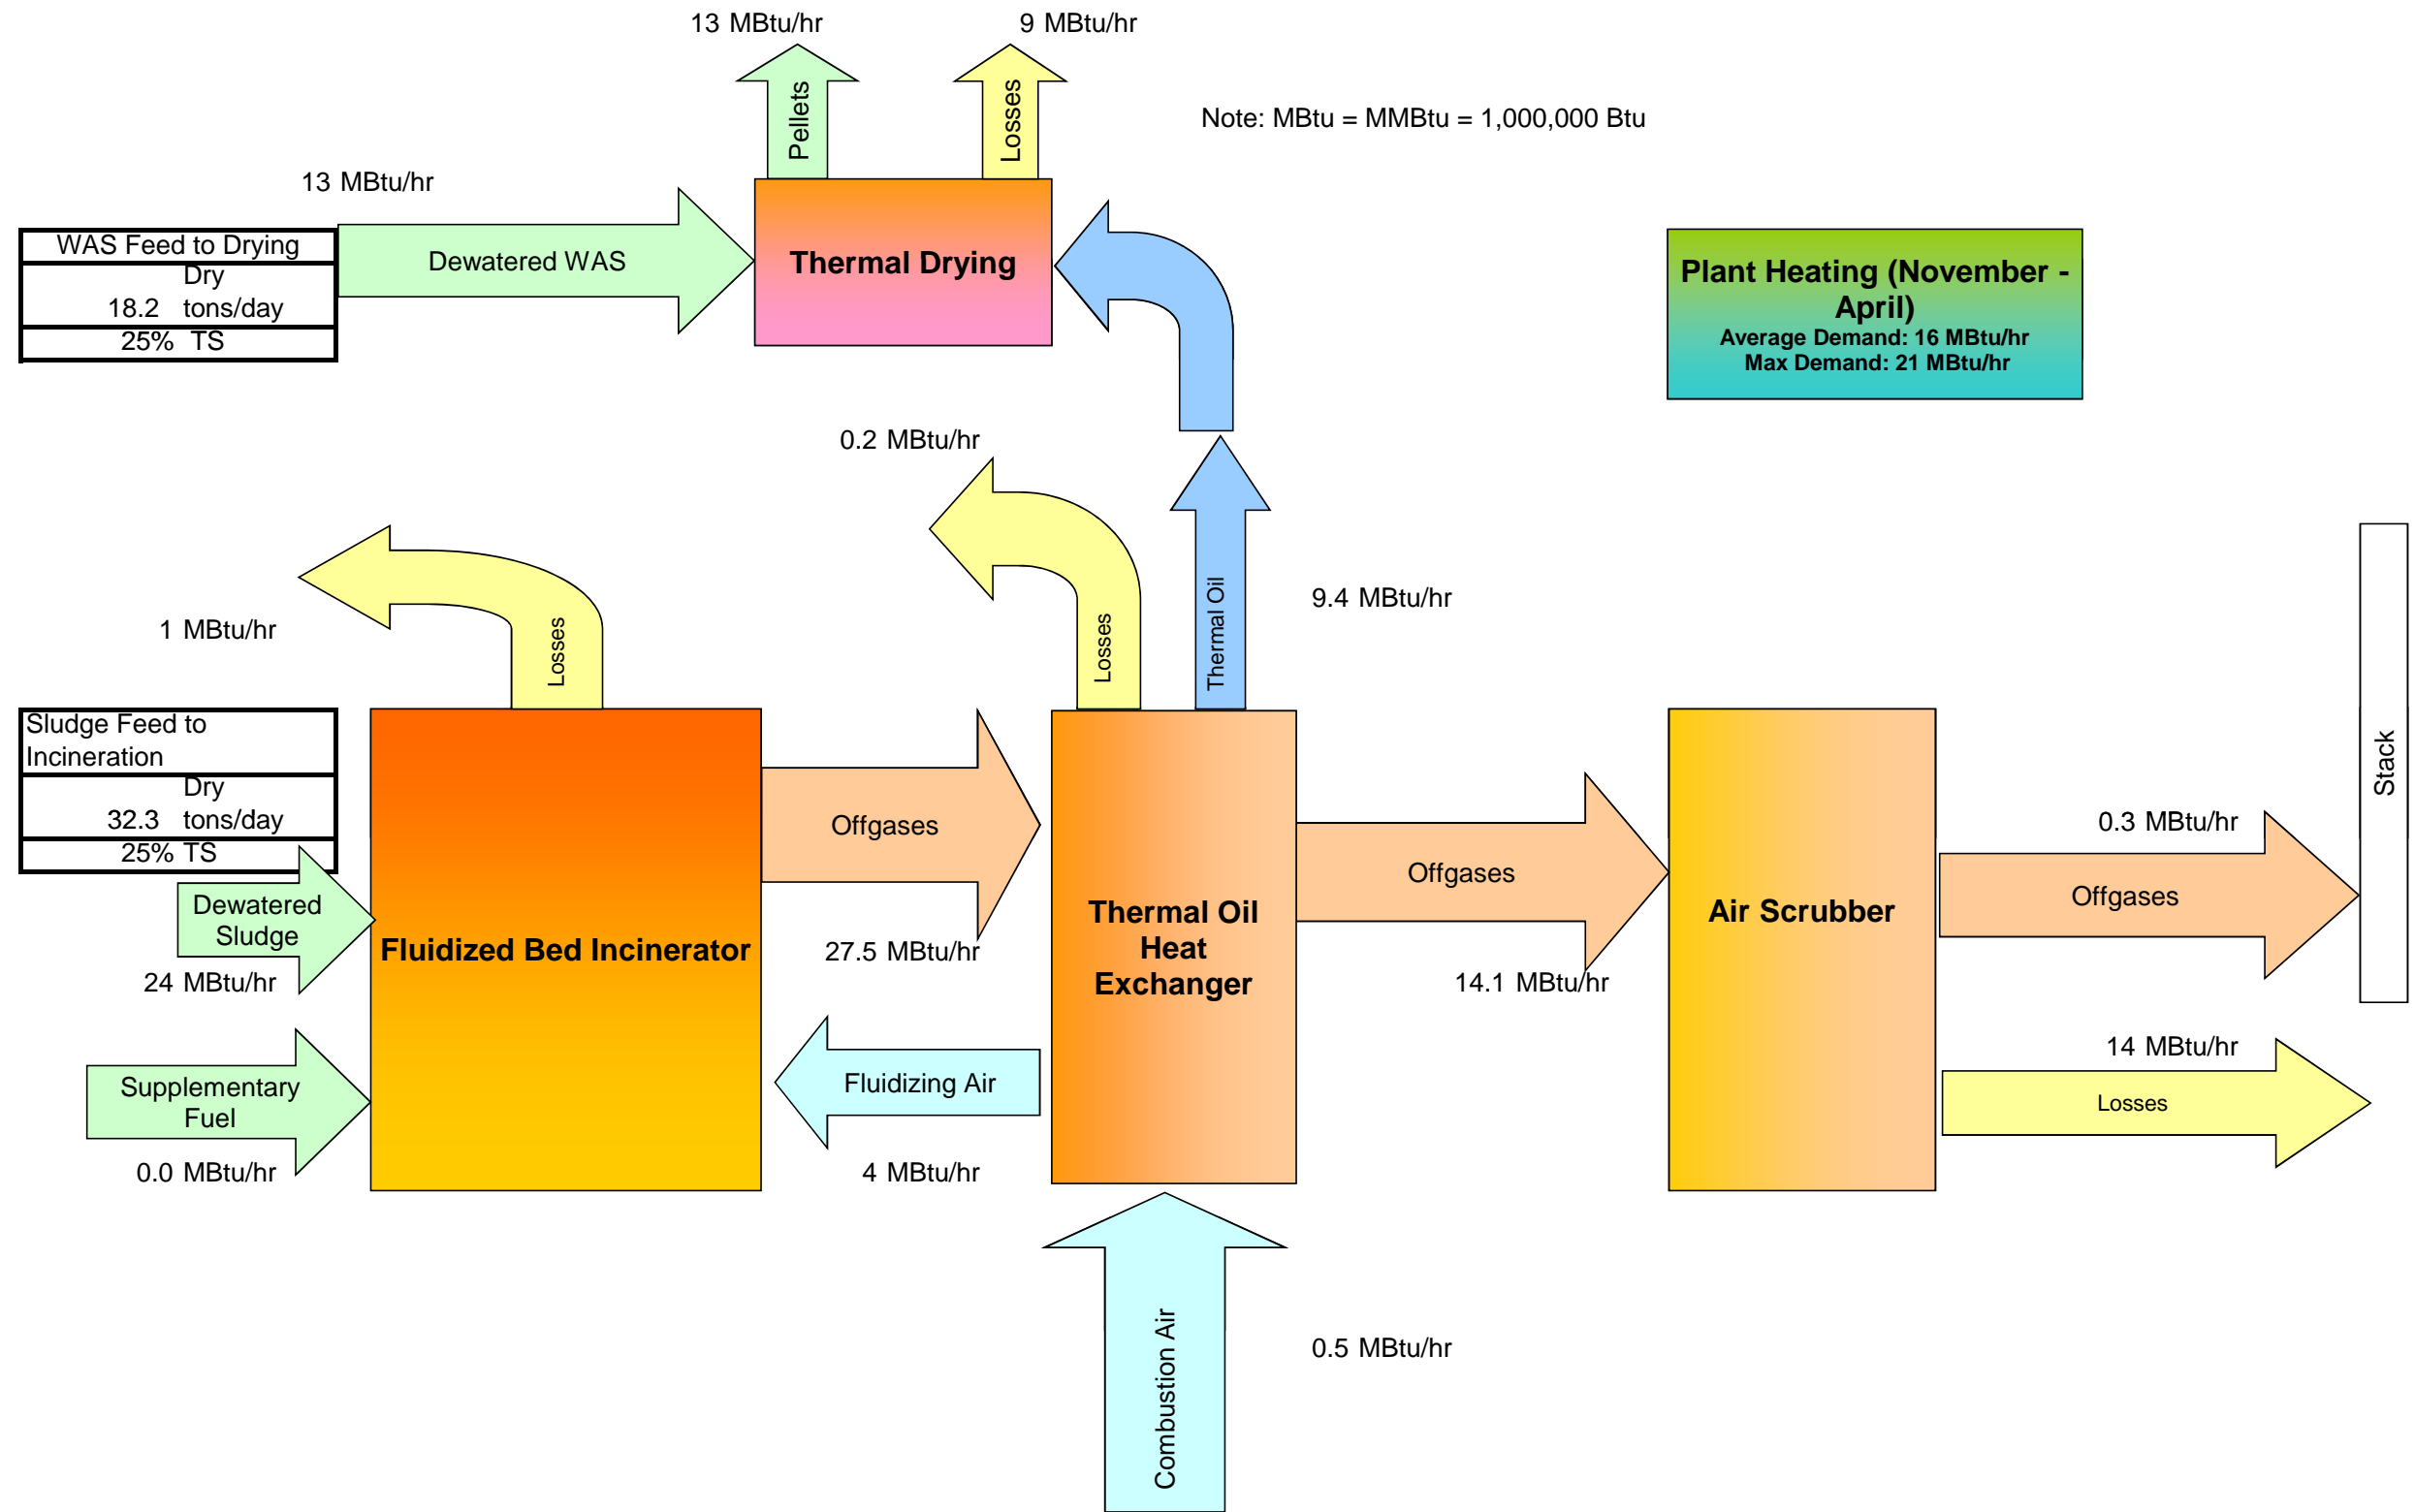 13 MBtu/hr
9 MBtu/hr
Pellets
Losses
Note: MBtu = MMBtu = 1,000,000 Btu
13 MBtu/hr
WAS Feed to Drying
Dry
18.2 tons/day
25% TS
Dewatered WAS
Thermal Drying
Plant Heating (November -
April)
Average Demand: 16 MBtu/hr
Max Demand: 21 MBtu/hr
0.2 MBtu/hr
1 MBtu/hr
Losses
Losses
Thermal Oil
9.4 MBtu/hr
Sludge Feed to
Incineration
Dry
32.3 tons/day
25% TS
Dewatered
Sludge
24 MBtu/hr
Supplementary
Fuel
0.0 MBtu/hr
Fluidized Bed Incinerator
Offgases
27.5 MBtu/hr
Fluidizing Air
4 MBtu/hr
Thermal Oil
Heat
Exchanger
Offgases
14.1 MBtu/hr
Air Scrubber
0.3 MBtu/hr
Offgases
14 MBtu/hr
Losses
Stack
Combustion Air
0.5 MBtu/hr